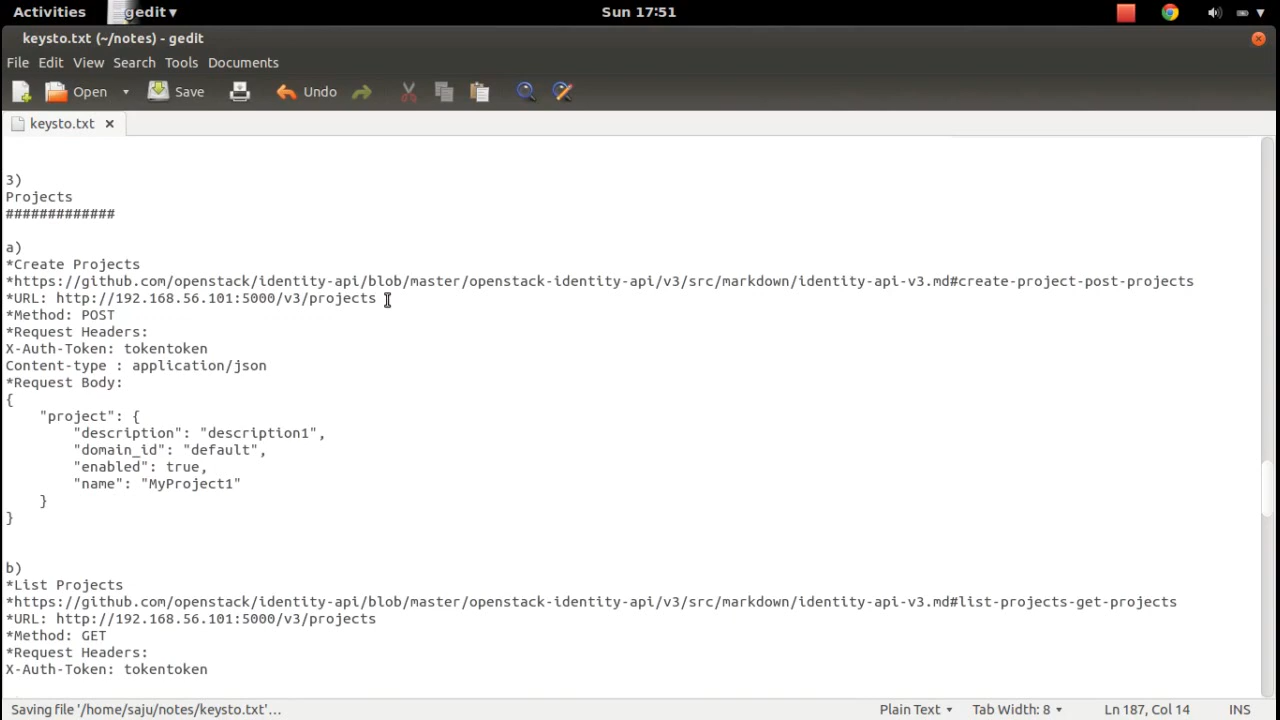 Activities gedit ▾ Sun 17:51
keysto.txt (~/notes) - gedit
File Edit View Search Tools Documents
Open Save Undo
keysto.txt
3)
Projects
#############
a)
*Create Projects
*https://github.com/openstack/identity-api/blob/master/openstack-identity-api/v3/src/markdown/identity-api-v3.md#create-project-post-projects
*URL: http://192.168.56.101:5000/v3/projects
*Method: POST
*Request Headers:
X-Auth-Token: tokentoken
Content-type : application/json
*Request Body:
{
    "project": {
        "description": "description1",
        "domain_id": "default",
        "enabled": true,
        "name": "MyProject1"
    }
}
b)
*List Projects
*https://github.com/openstack/identity-api/blob/master/openstack-identity-api/v3/src/markdown/identity-api-v3.md#list-projects-get-projects
*URL: http://192.168.56.101:5000/v3/projects
*Method: GET
*Request Headers:
X-Auth-Token: tokentoken
Saving file '/home/saju/notes/keysto.txt'… Plain Text ▾ Tab Width: 8 ▾ Ln 187, Col 14 INS